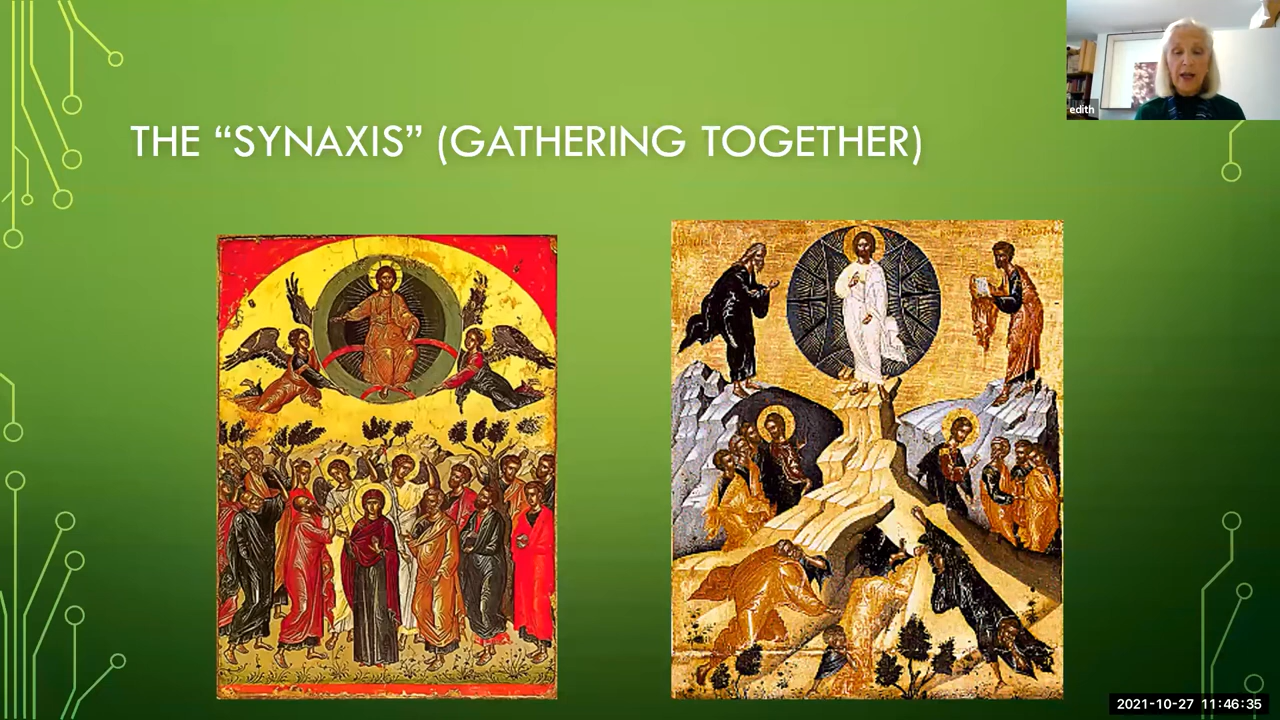 THE “SYNAXIS” (GATHERING TOGETHER)
edith
2021-10-27 11:46:35